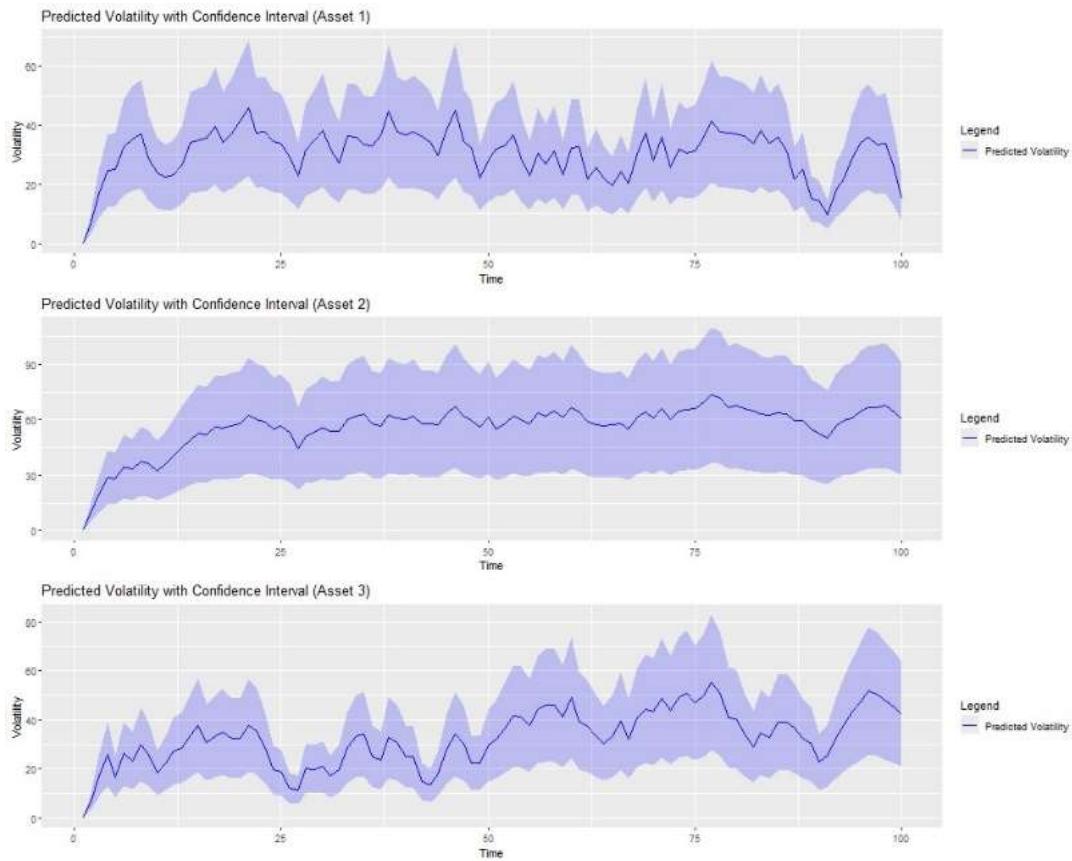 Predicted Volatility with Confidence Interval (Asset 1)
60
40
20
0
Volatility
0 25 50 75 100
Time
Legend
Predicted Volatility
Predicted Volatility with Confidence Interval (Asset 2)
90
60
30
0
Volatility
0 25 50 75 100
Time
Legend
Predicted Volatility
Predicted Volatility with Confidence Interval (Asset 3)
80
60
40
20
0
Volatility
0 25 50 75 100
Time
Legend
Predicted Volatility